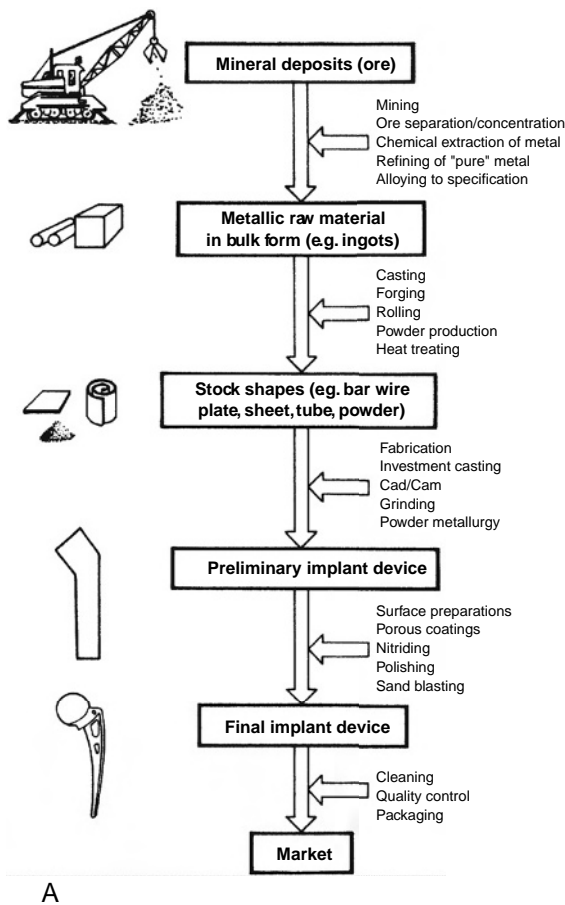 Mineral deposits (ore)
Mining
Ore separation/concentration
Chemical extraction of metal
Refining of "pure" metal
Alloying to specification
Metallic raw material
in bulk form (e.g. ingots)
Casting
Forging
Rolling
Powder production
Heat treating
Stock shapes (eg. bar wire
plate, sheet, tube, powder)
Fabrication
Investment casting
Cad/Cam
Grinding
Powder metallurgy
Preliminary implant device
Surface preparations
Porous coatings
Nitriding
Polishing
Sand blasting
Final implant device
Cleaning
Quality control
Packaging
Market
A